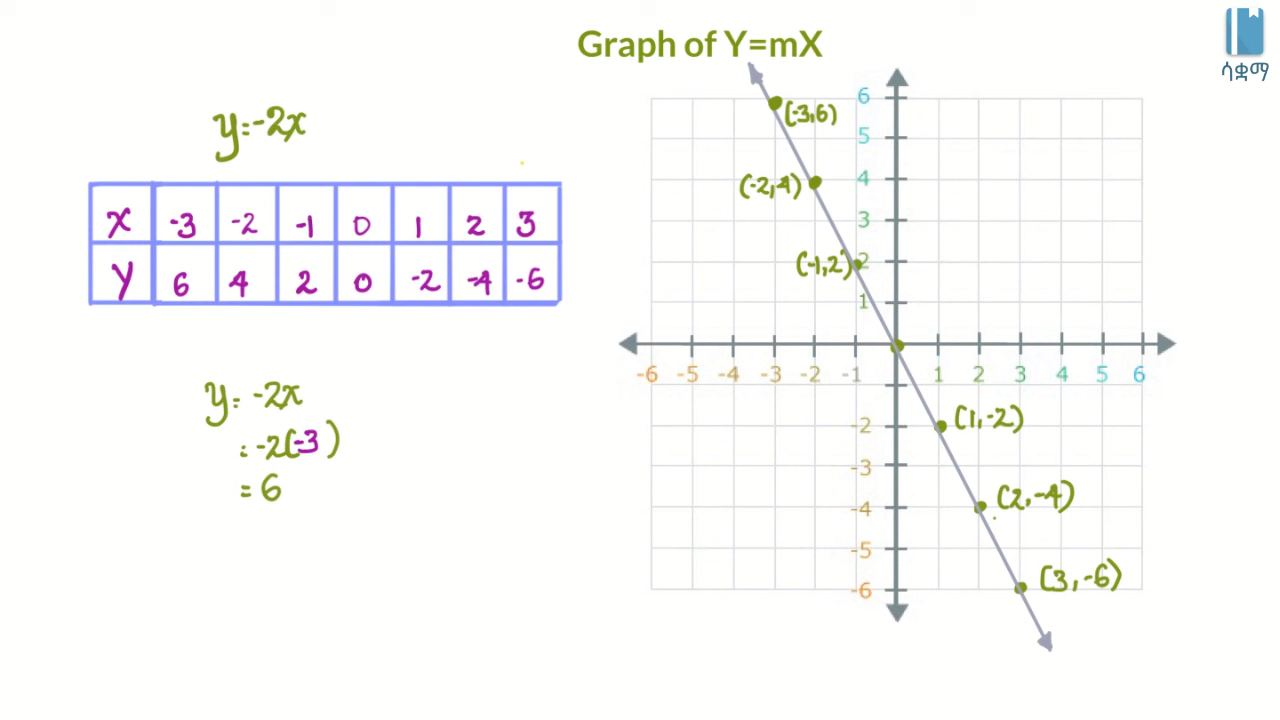 Graph of Y=mX
ሳቋማ
y=-2x
X -3 -2 -1 0 1 2 3
Y 6 4 2 0 -2 -4 -6
y= -2x
= -2(-3)
= 6
6
5
4
3
2
1
-6 -5 -4 -3 -2 -1 1 2 3 4 5 6
-2
-3
-4
-5
-6
(-3,6)
(-2,4)
(-1,2)
(1,-2)
(2,-4)
(3,-6)